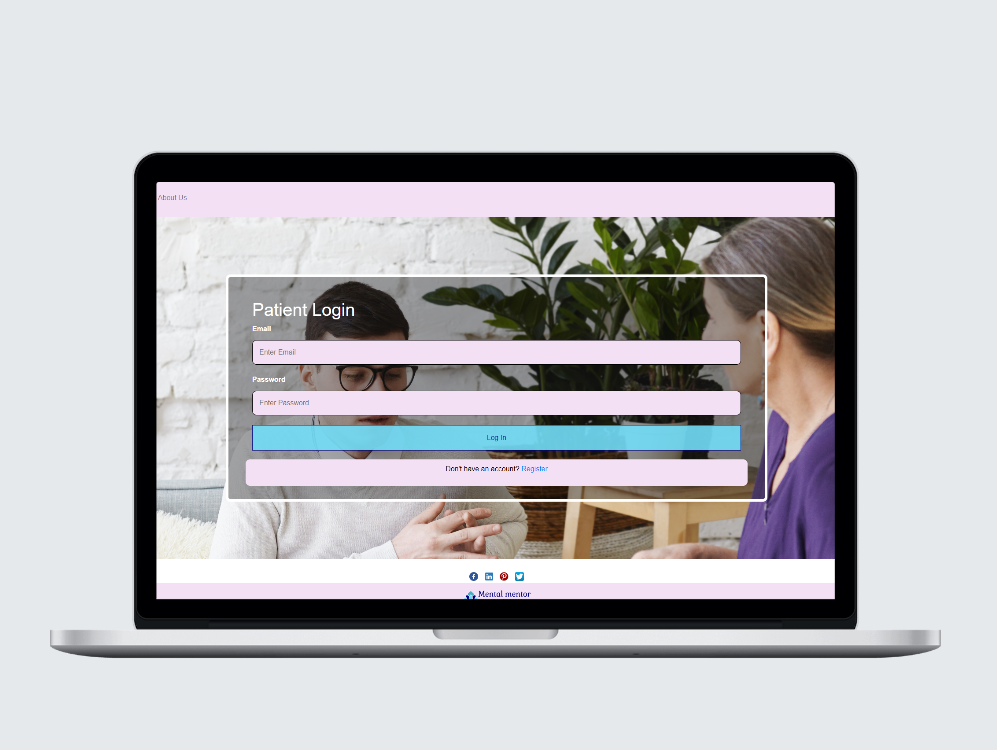 About Us
Patient Login
Email
Enter Email
Password
Enter Password
Log In
Don't have an account? Register
Mental mentor